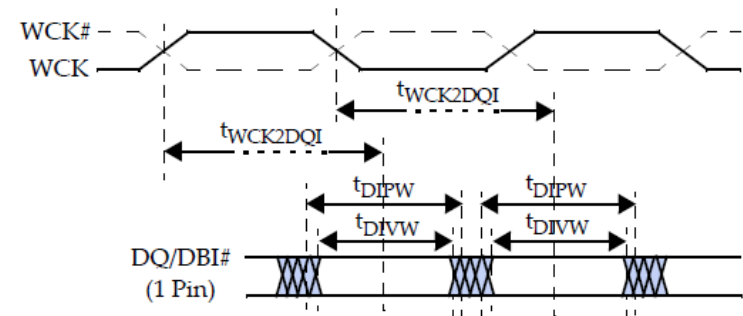 WCK#
WCK
tWCK2DQI
tWCK2DQI
tDIPW tDIPW
tDIVW tDIVW
DQ/DBI#
(1 Pin)